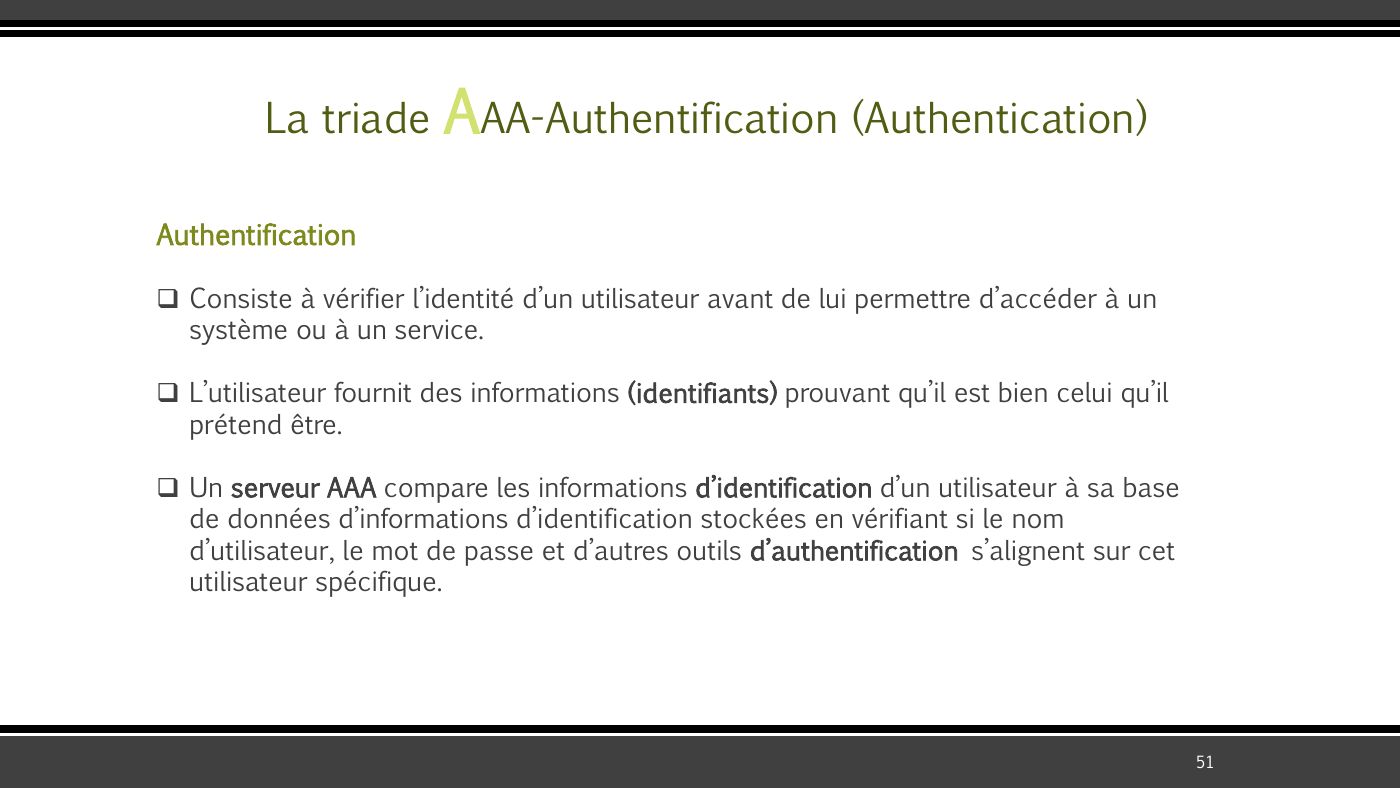 La triade AAA-Authentification (Authentication)
Authentification
❑ Consiste à vérifier l’identité d’un utilisateur avant de lui permettre d’accéder à un
système ou à un service.
❑ L’utilisateur fournit des informations (identifiants) prouvant qu’il est bien celui qu’il
prétend être.
❑ Un serveur AAA compare les informations d’identification d’un utilisateur à sa base
de données d’informations d’identification stockées en vérifiant si le nom
d’utilisateur, le mot de passe et d’autres outils d’authentification s’alignent sur cet
utilisateur spécifique.
51